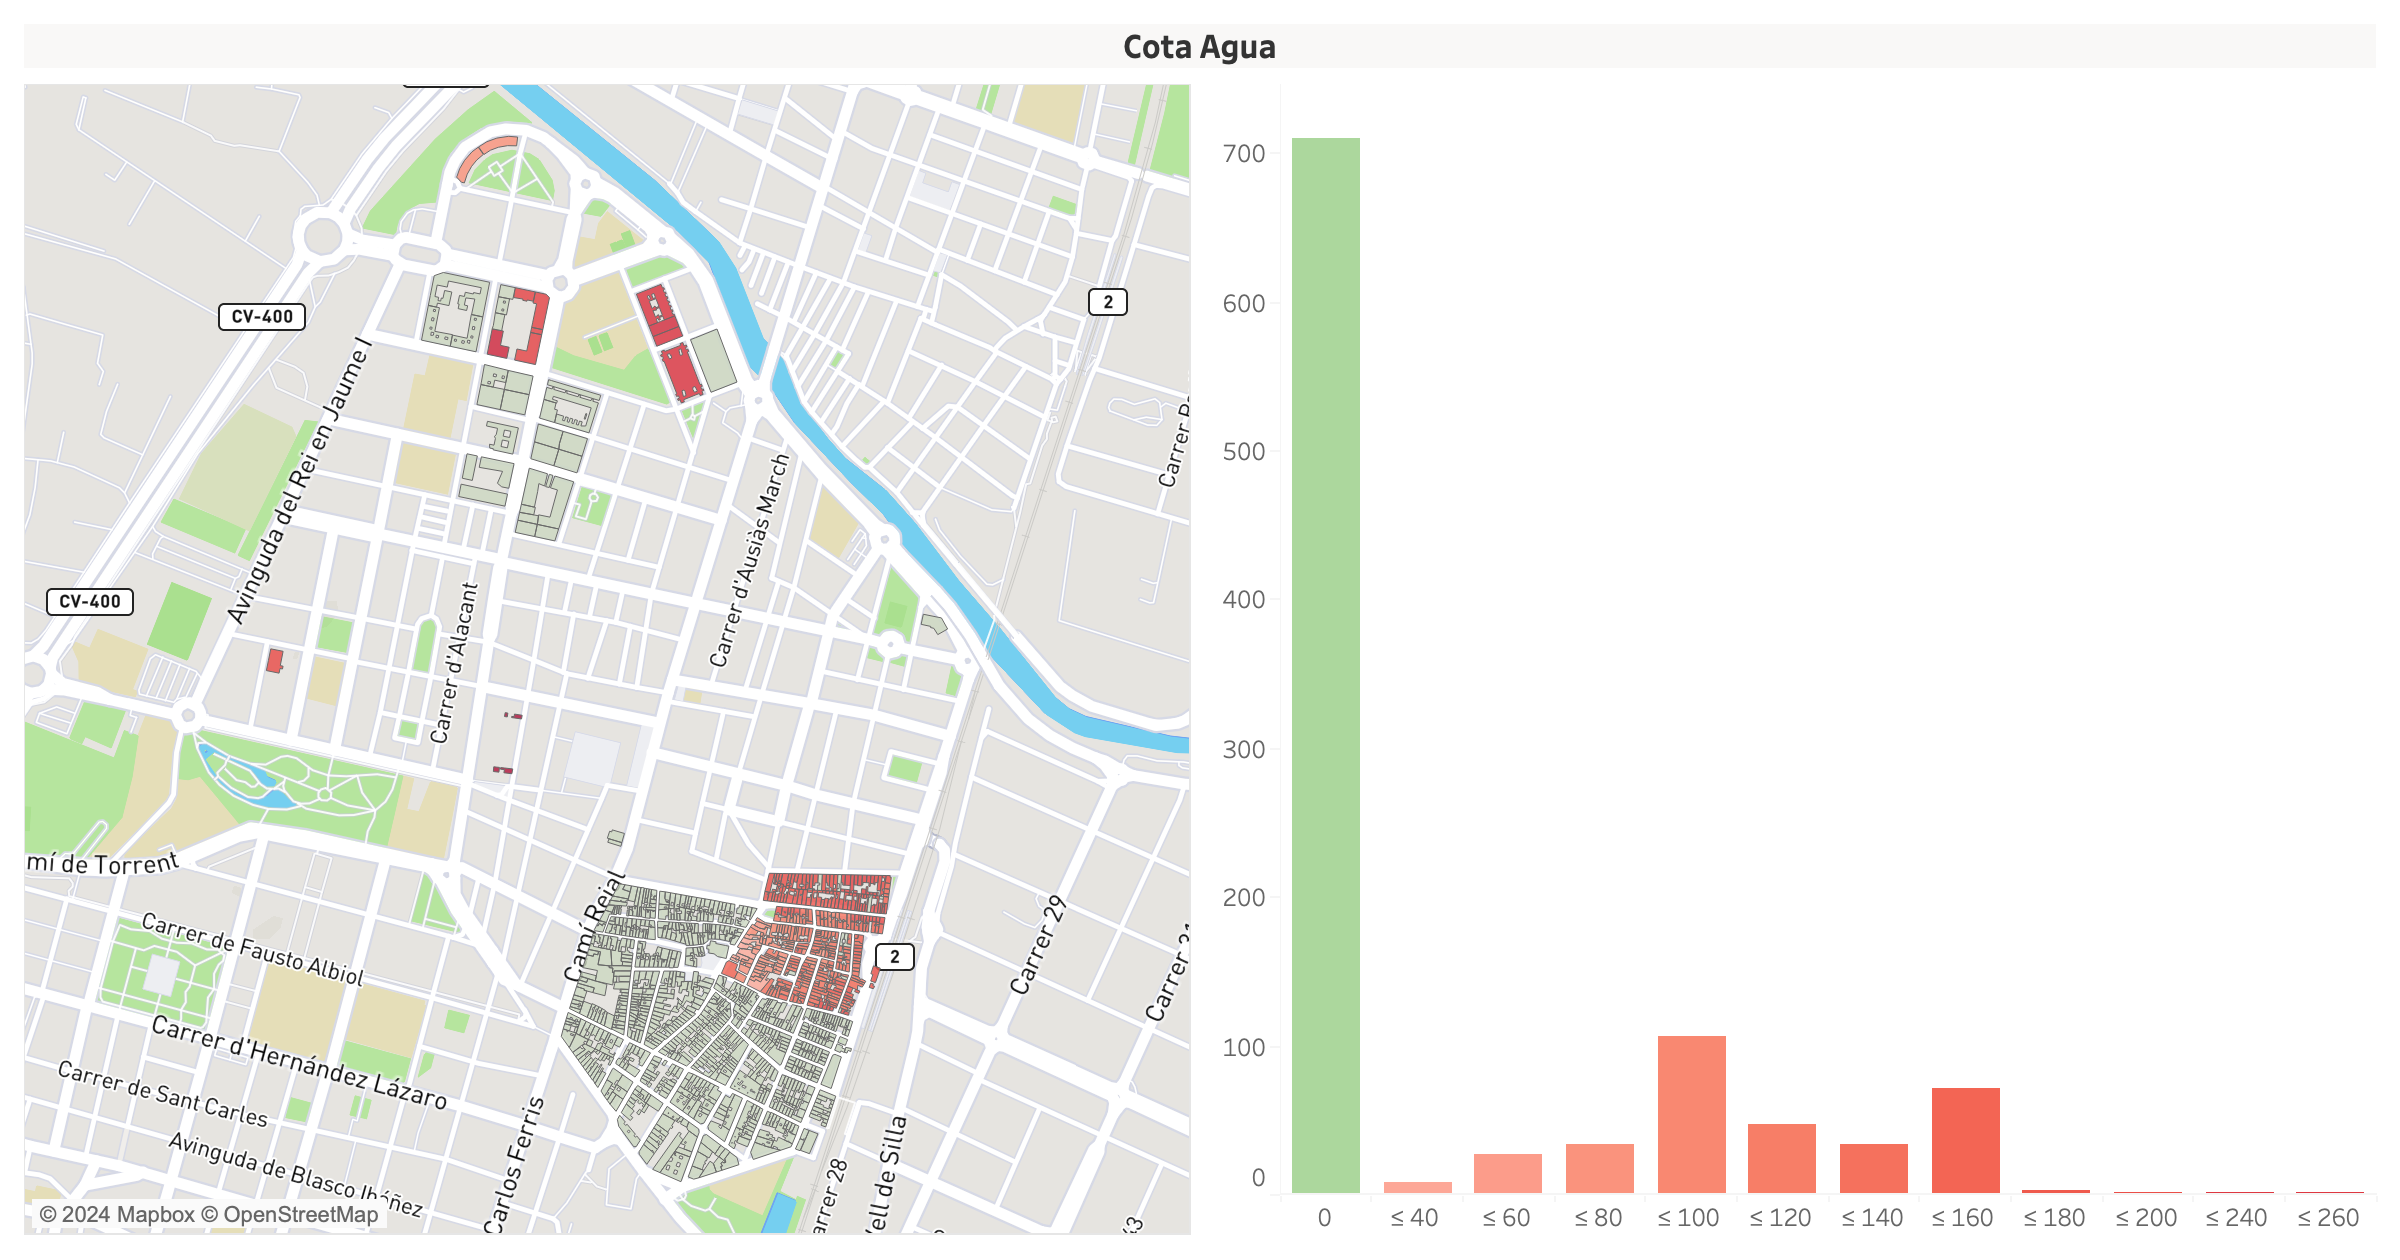 Cota Agua
CV-400
2
Avinguda del Rei en Jaume I
Carrer
Carrer d'Ausiàs March
CV-400
Carrer d'Alacant
mí de Torrent
Camí Reial
Carrer de Fausto Albiol
2
Carrer 29
Carrer
Carrer d'Hernández Lázaro
Carrer de Sant Carles
Avinguda de Blasco Ibáñez
Carlos Ferris
arrer 28
Vell de Silla
© 2024 Mapbox © OpenStreetMap
700
600
500
400
300
200
100
0
0 ≤ 40 ≤ 60 ≤ 80 ≤ 100 ≤ 120 ≤ 140 ≤ 160 ≤ 180 ≤ 200 ≤ 240 ≤ 260